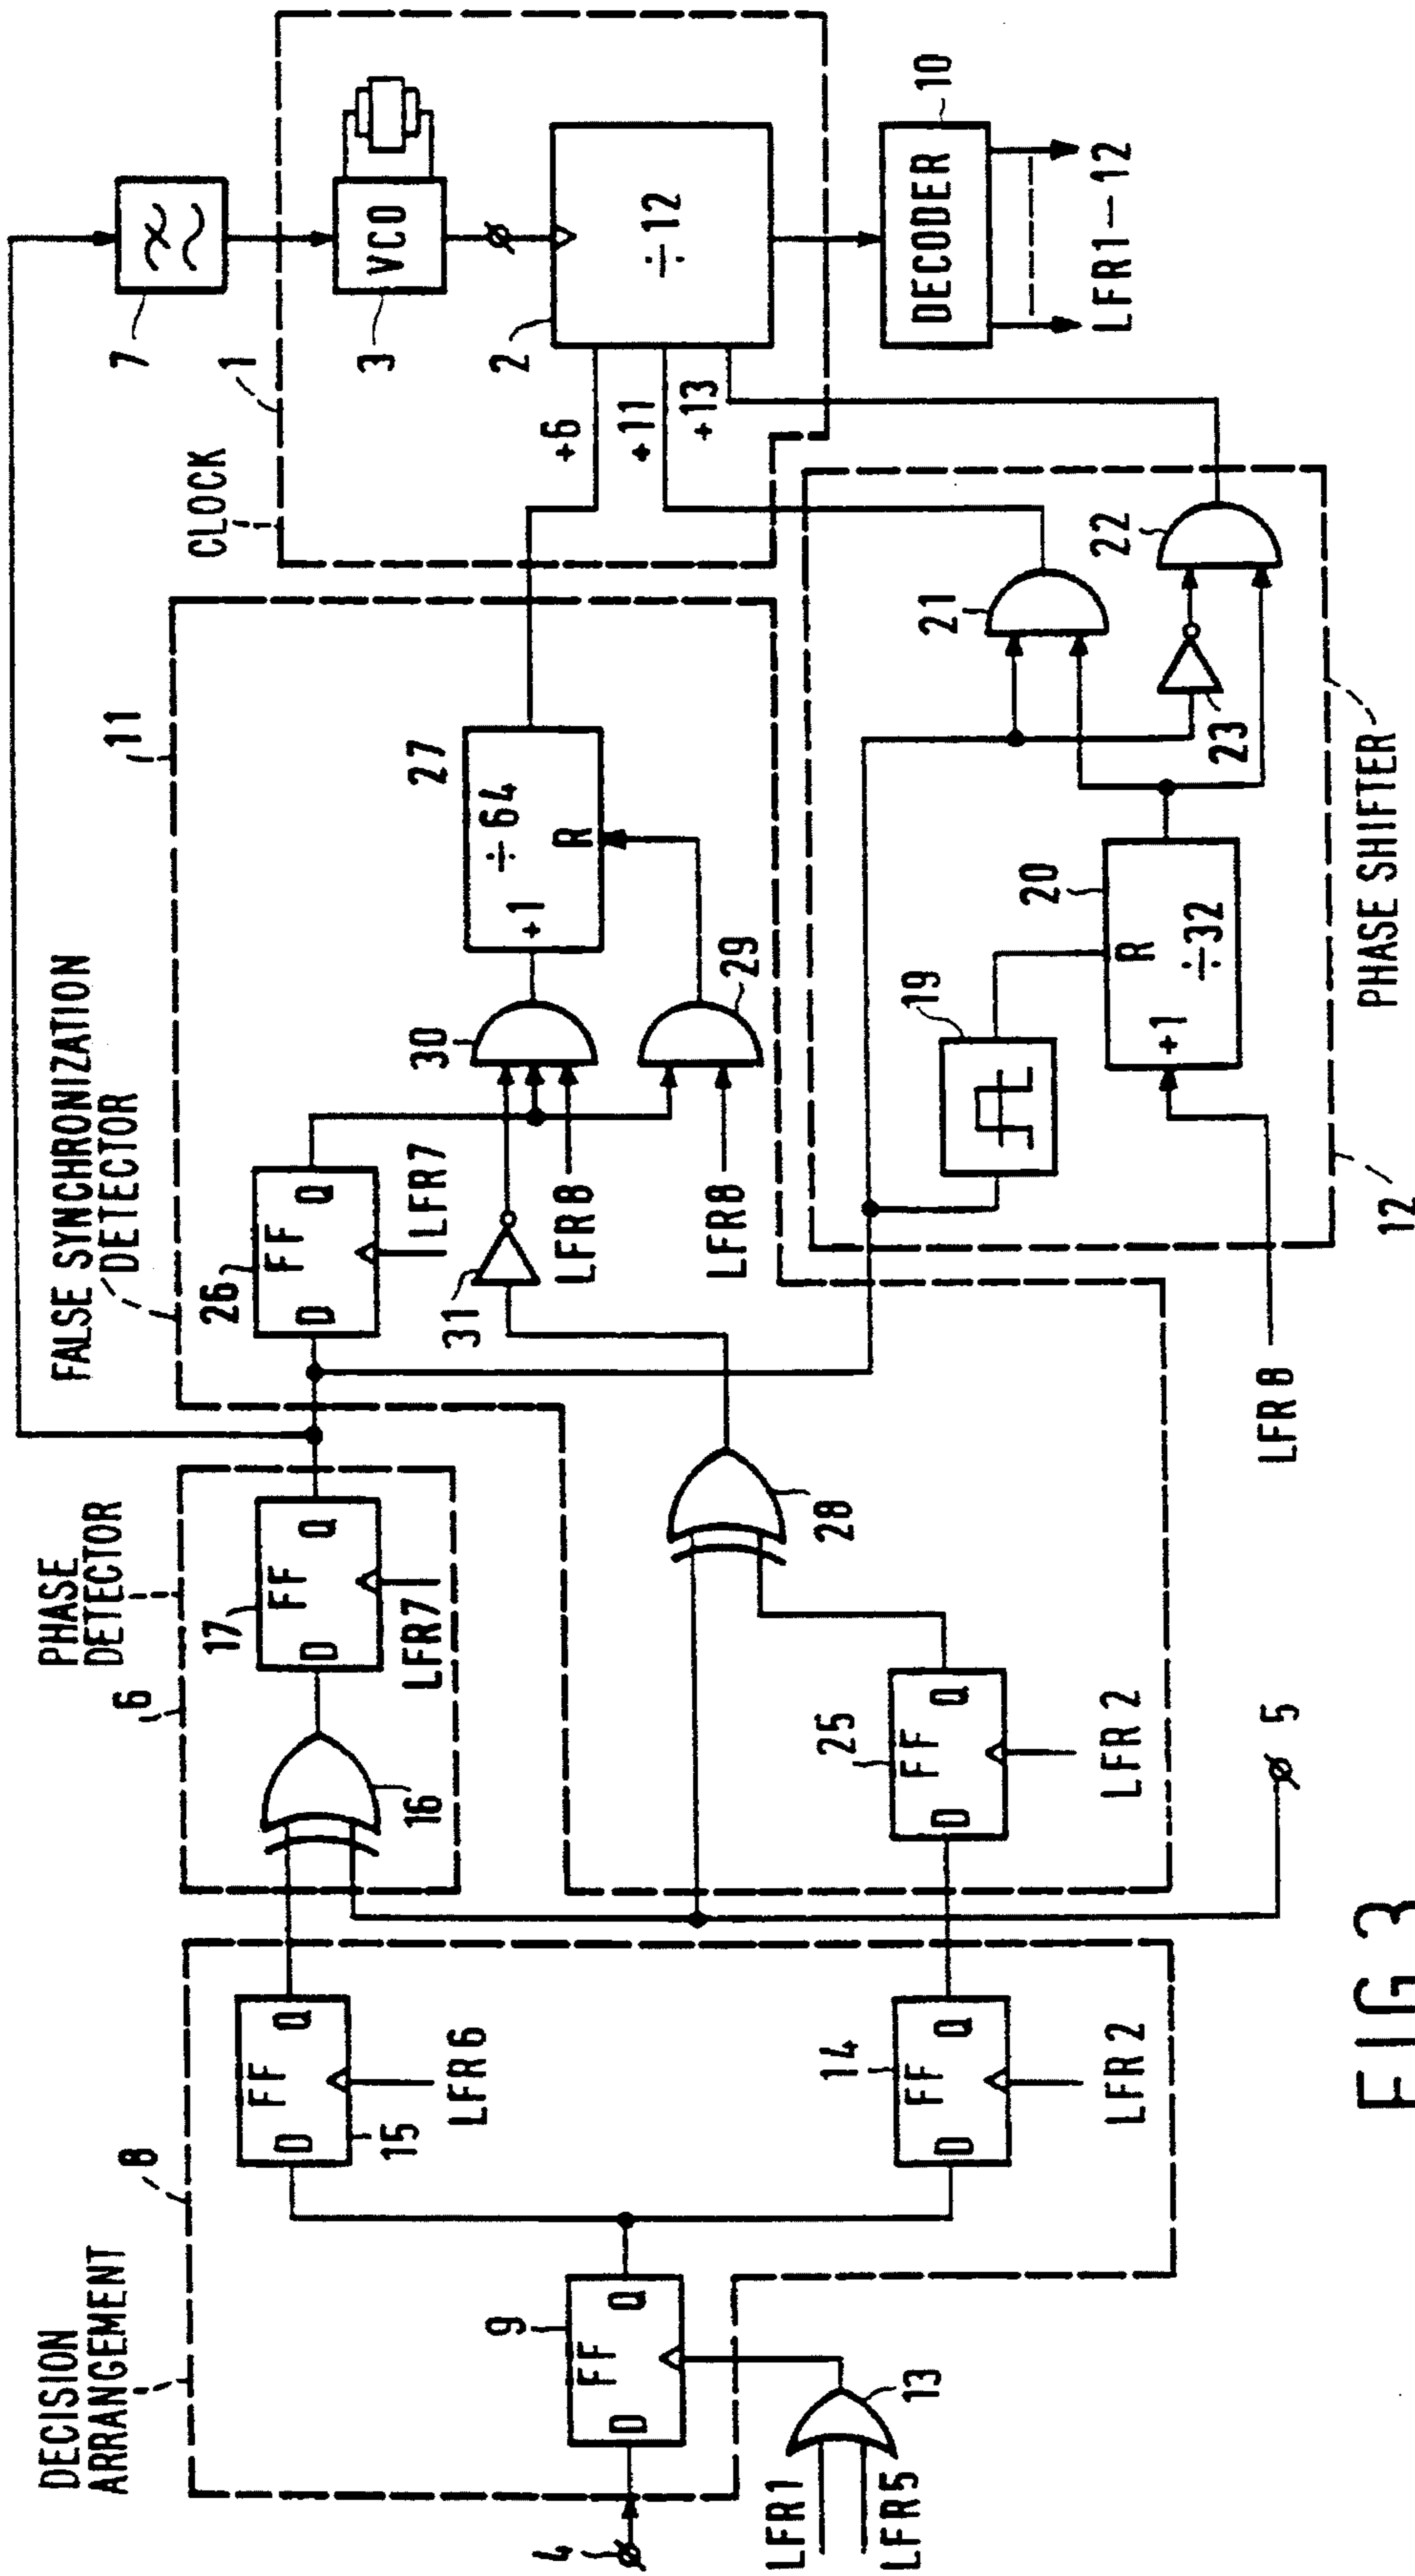 DECISION
ARRANGEMENT
8
4
9
D FF Q
LFR1
LFR5
13
D FF Q
15
LFR6
D FF Q
14
LFR2
PHASE
DETECTOR
6
16
17
D FF Q
LFR7
5
25
D FF Q
LFR2
28
FALSE SYNCHRONIZATION
DETECTOR
11
26
D FF Q
LFR7
31
LFR8
LFR8
30
29
27
+1 ÷64
R
LFR8
12
PHASE SHIFTER
19
20
R
+1 ÷32
21
22
23
CLOCK
1
7
3
VCO
2
÷12
+6
+11
+13
DECODER
10
LFR1—12
FIG.3